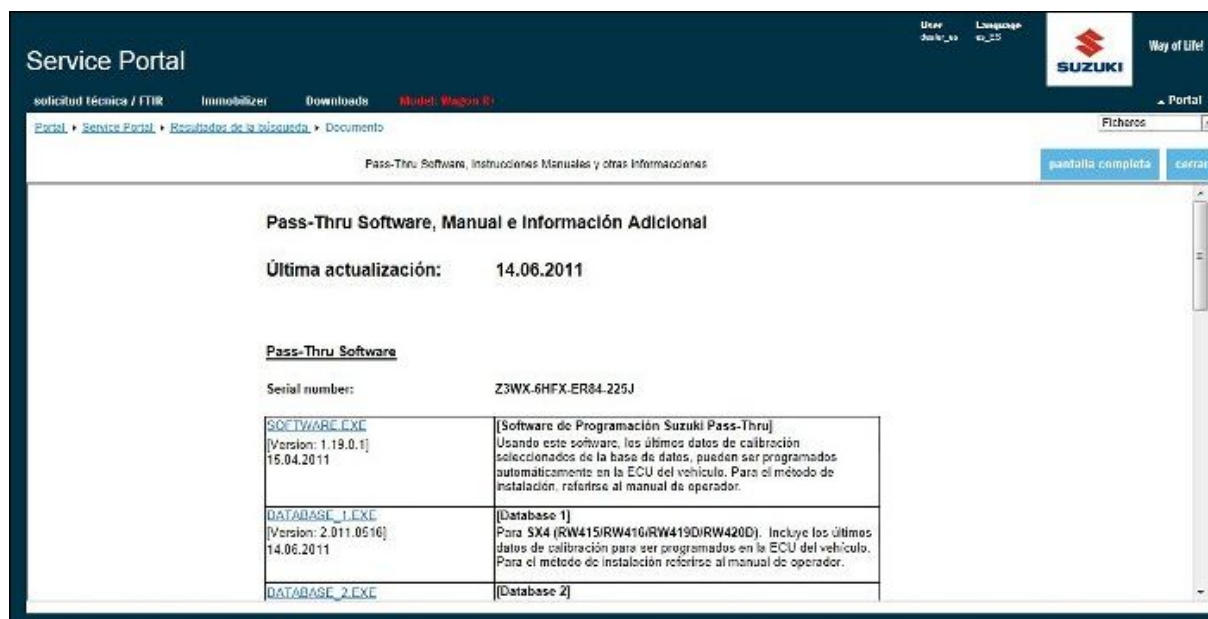 User Language
dealer_es es_ES
Service Portal
SUZUKI
Way of Life!
solicitud técnica / FTIR Immobilizer Downloads Model: Wagon R+
Portal
Portal Service Portal Resultados de la búsqueda Documento
Ficheros
Pass-Thru Software, Instrucciones Manuales y otras Informacciones
pantalla completa cerrar
Pass-Thru Software, Manual e Información Adicional
Última actualización: 14.06.2011
Pass-Thru Software
Serial number: Z3WX-6HFX-ER84-225J
SOFTWARE.EXE [Software de Programación Suzuki Pass-Thru]
[Version: 1.19.0.1] Usando este software, los últimos datos de calibración
15.04.2011 seleccionados de la base de datos, pueden ser programados
automáticamente en la ECU del vehículo. Para el método de
instalación, referirse al manual de operador.
DATABASE_1.EXE [Database 1]
[Version: 2.011.0516] Para SX4 (RW415/RW416/RW419D/RW420D). Incluye los últimos
14.06.2011 datos de calibración para ser programados en la ECU del vehículo.
Para el método de instalación referirse al manual de operador.
DATABASE_2.EXE [Database 2]